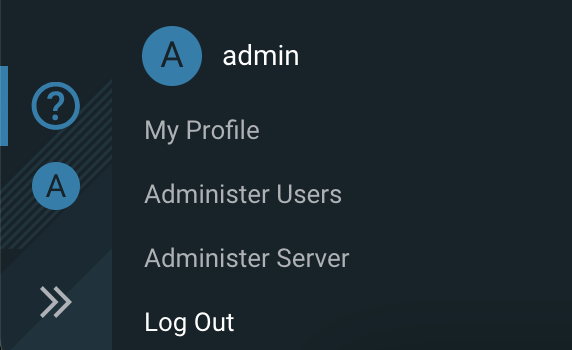 A admin
?
My Profile
A
Administer Users
Administer Server
Log Out